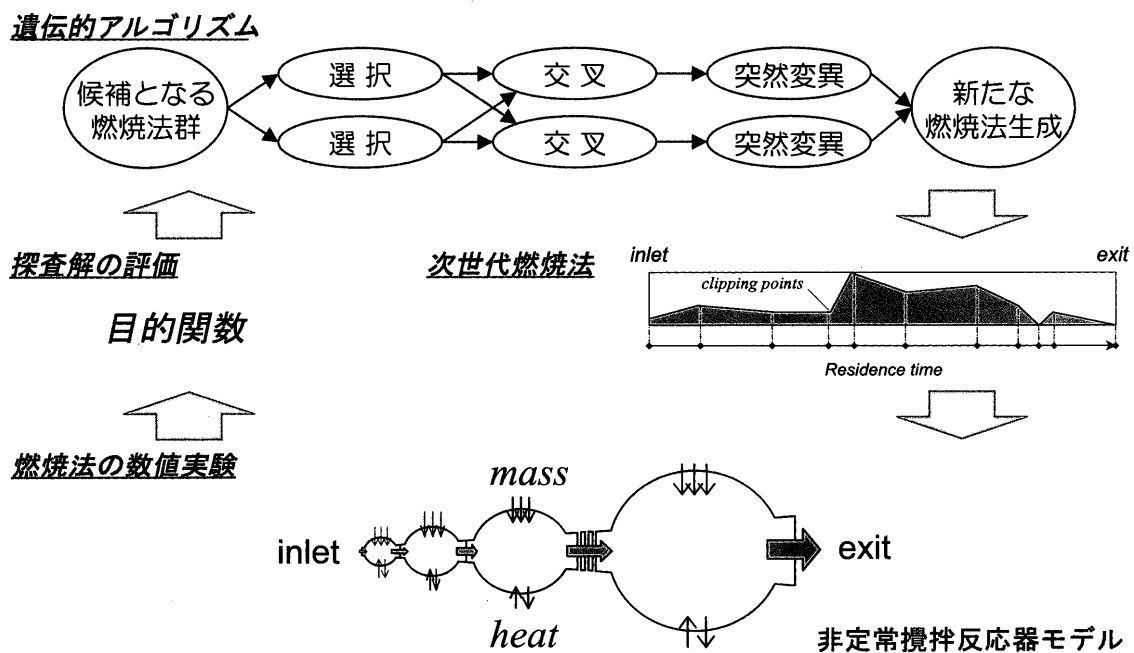 遺伝的アルゴリズム
候補となる
燃焼法群
選 択
交 叉
突然変異
選 択
交 叉
突然変異
新たな
燃焼法生成
探査解の評価
目的関数
次世代燃焼法
inlet
exit
clipping points
Residence time
燃焼法の数値実験
mass
inlet
exit
heat
非定常攪拌反応器モデル